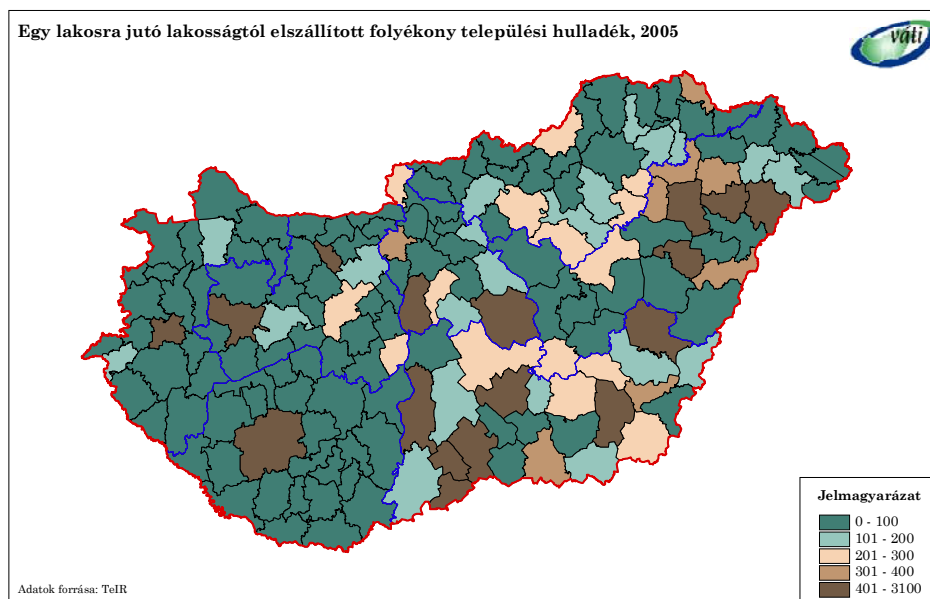 Egy lakosra jutó lakosságtól elszállított folyékony települési hulladék, 2005
váti
Jelmagyarázat
0 - 100
101 - 200
201 - 300
301 - 400
401 - 3100
Adatok forrása: TeIR